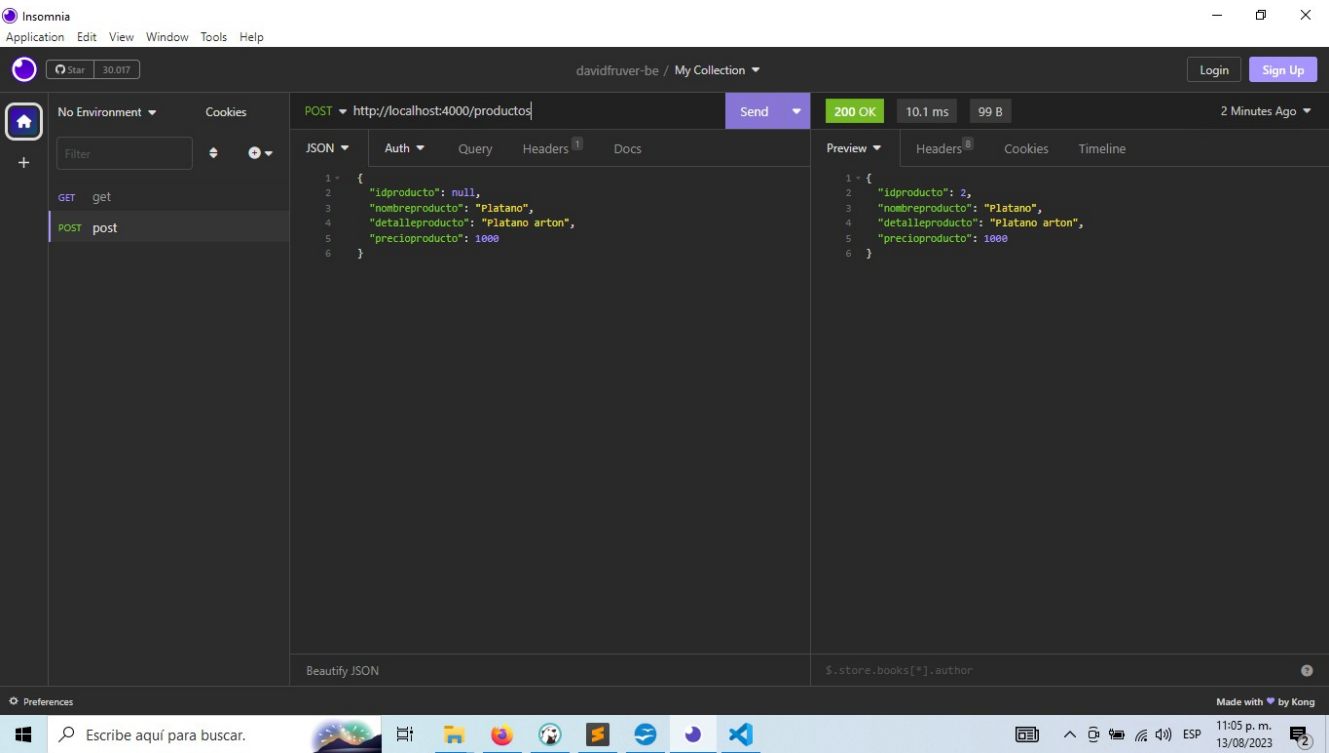 Insomnia
Application Edit View Window Tools Help
Star 30.017
davidfruver-be / My Collection
Login Sign Up
No Environment Cookies
POST http://localhost:4000/productos
Send
200 OK 10.1 ms 99 B
2 Minutes Ago
Filter
JSON Auth Query Headers 1 Docs
Preview Headers 8 Cookies Timeline
GET get
POST post
1 {
2 "idproducto": null,
3 "nombreproducto": "Platano",
4 "detalleproducto": "Platano arton",
5 "precioproducto": 1000
6 }
1 {
2 "idproducto": 2,
3 "nombreproducto": "Platano",
4 "detalleproducto": "Platano arton",
5 "precioproducto": 1000
6 }
Beautify JSON
$.store.books[*].author
Preferences
Made with by Kong
Escribe aquí para buscar.
ESP
11:05 p. m.
13/08/2023
2